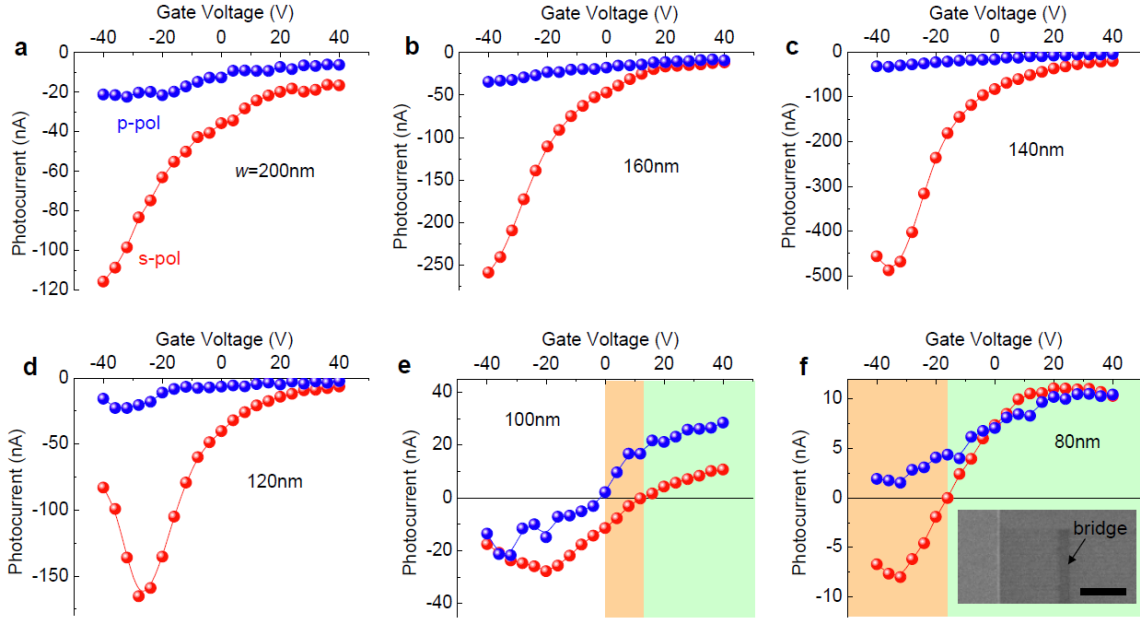 Gate Voltage (V)
Gate Voltage (V)
Gate Voltage (V)
a
-40 -20 0 20 40
b
-40 -20 0 20 40
c
-40 -20 0 20 40
Photocurrent (nA)
0
-20
-40
-60
-80
-100
-120
p-pol
w=200nm
s-pol
Photocurrent (nA)
0
-50
-100
-150
-200
-250
160nm
Photocurrent (nA)
0
-100
-200
-300
-400
-500
140nm
Gate Voltage (V)
Gate Voltage (V)
Gate Voltage (V)
d
-40 -20 0 20 40
e
-40 -20 0 20 40
f
-40 -20 0 20 40
Photocurrent (nA)
0
-50
-100
-150
120nm
Photocurrent (nA)
40
20
0
-20
-40
100nm
Photocurrent (nA)
10
5
0
-5
-10
80nm
bridge